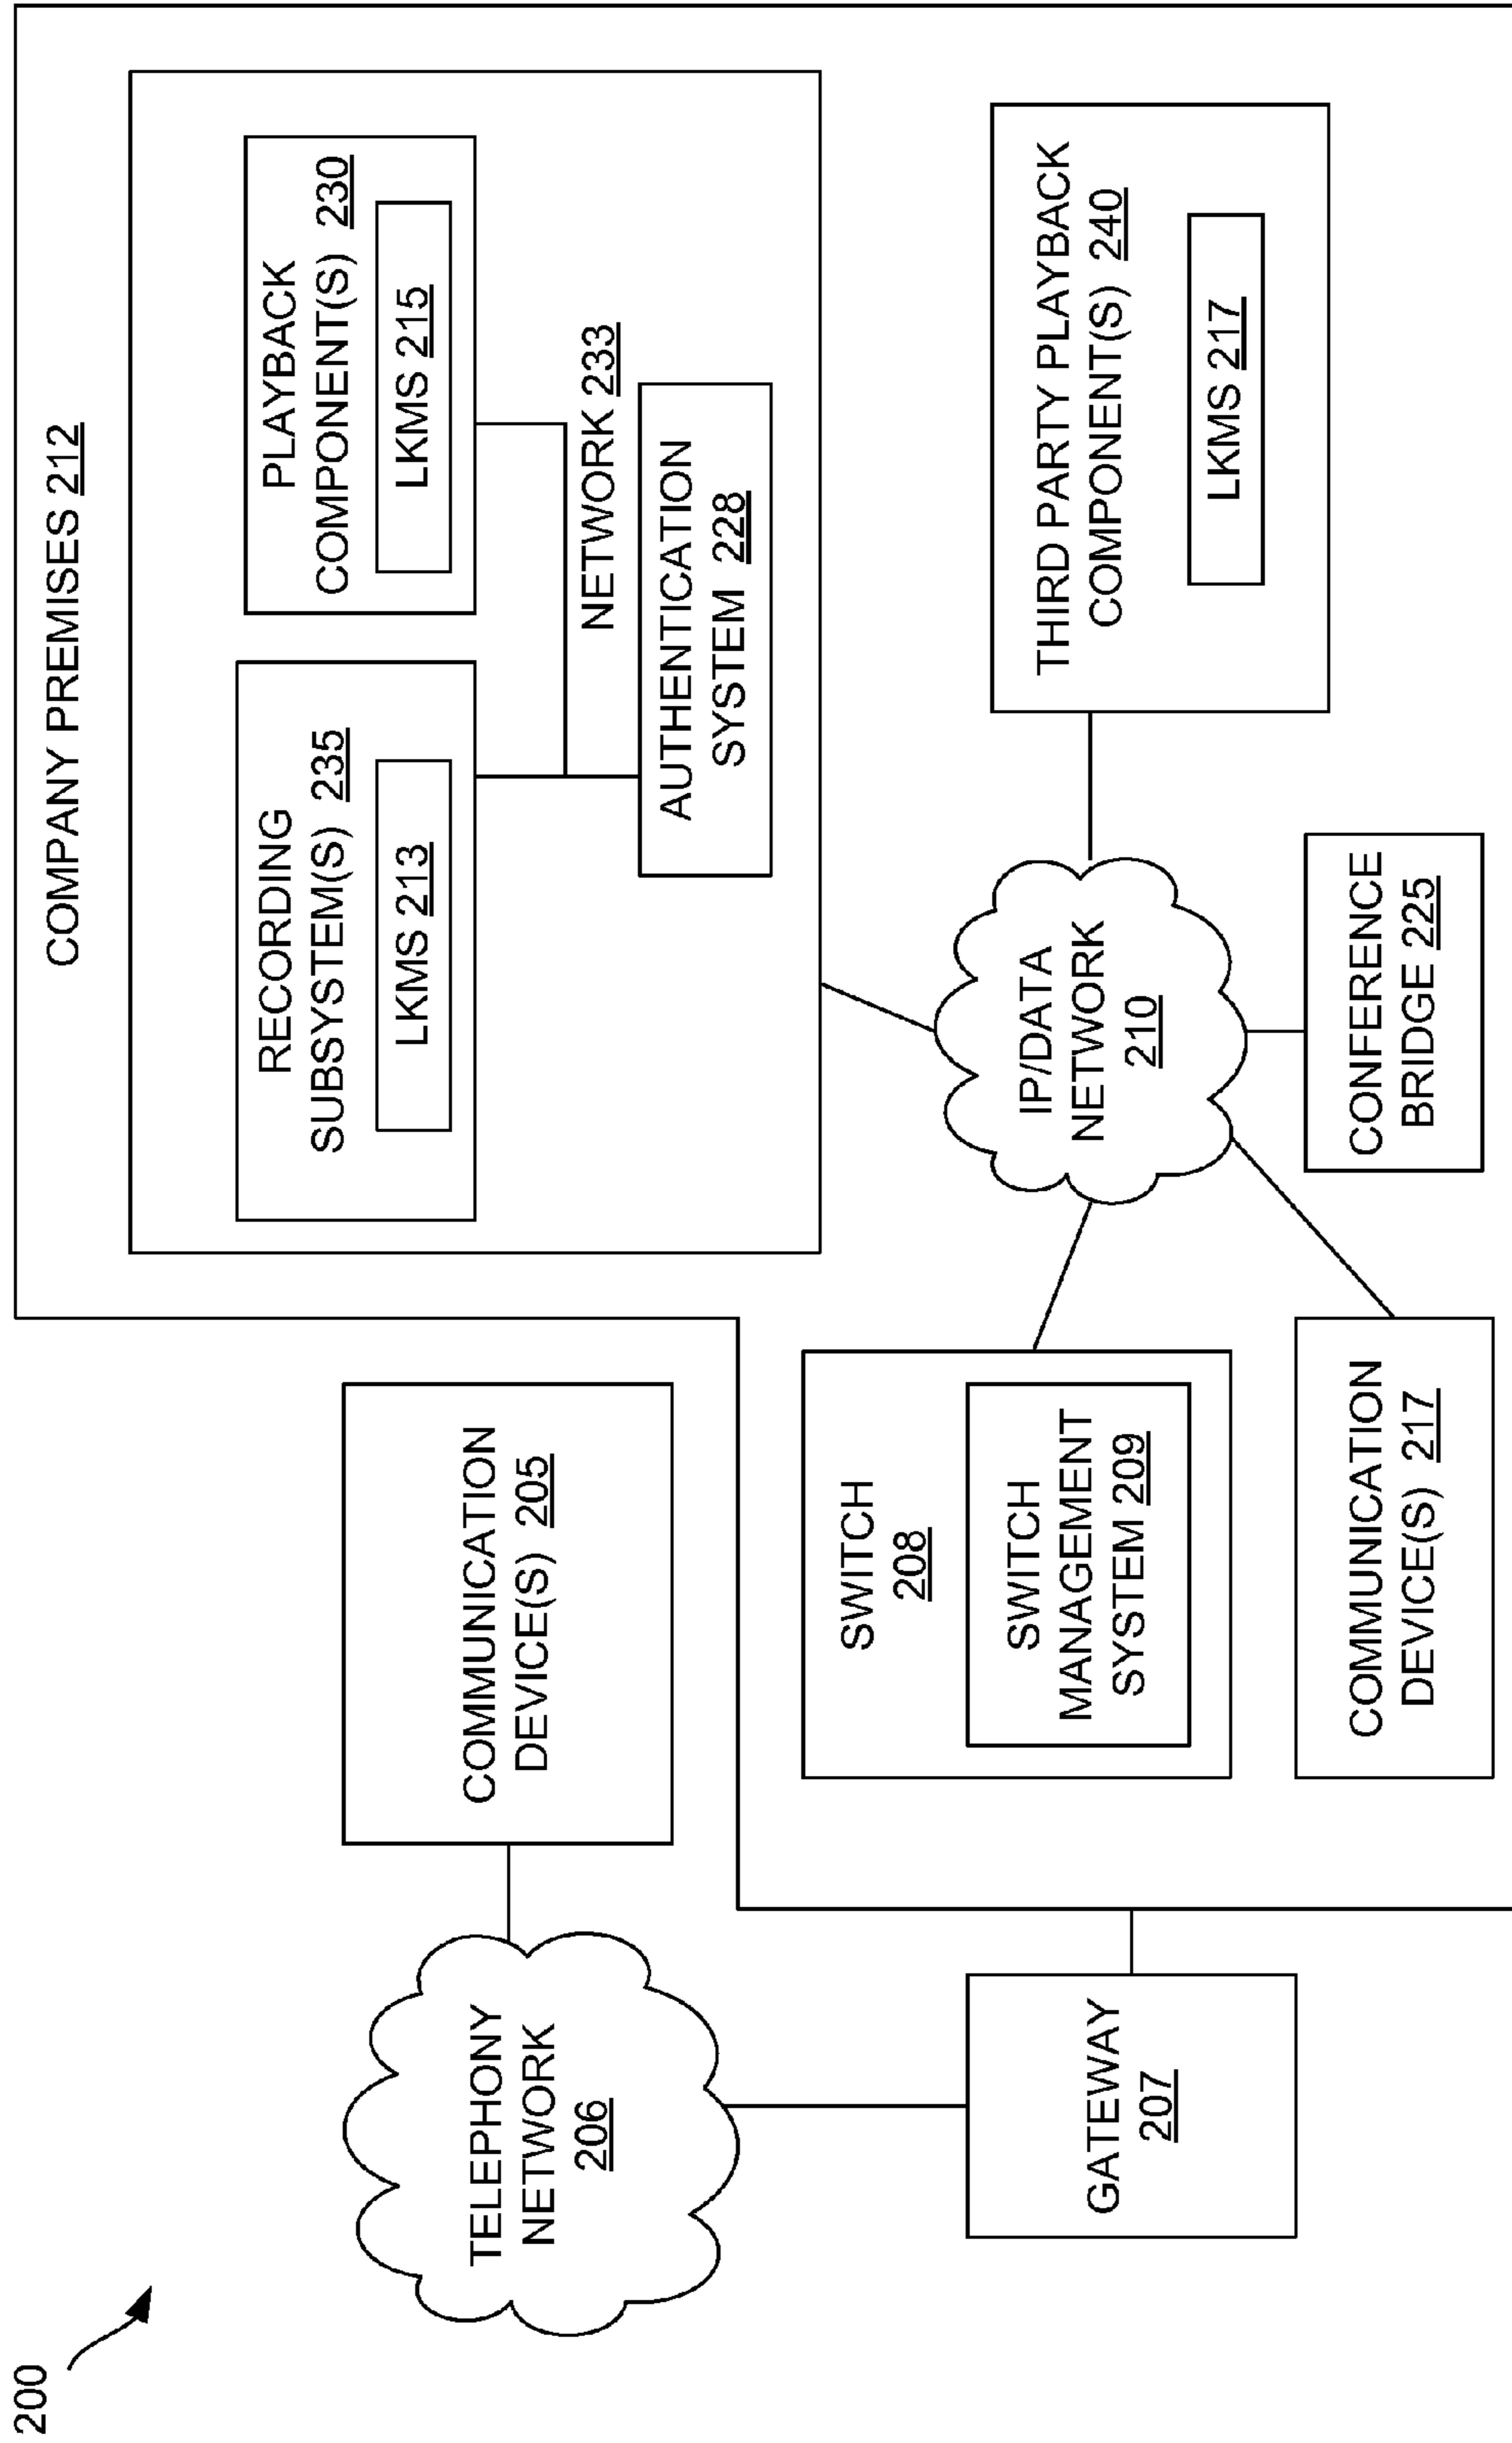 200
TELEPHONY
NETWORK
206
COMMUNICATION
DEVICE(S) 205
GATEWAY
207
COMPANY PREMISES 212
RECORDING
SUBSYSTEM(S) 235
LKMS 213
PLAYBACK
COMPONENT(S) 230
LKMS 215
NETWORK 233
AUTHENTICATION
SYSTEM 228
SWITCH
208
SWITCH
MANAGEMENT
SYSTEM 209
IP/DATA
NETWORK
210
THIRD PARTY PLAYBACK
COMPONENT(S) 240
LKMS 217
COMMUNICATION
DEVICE(S) 217
CONFERENCE
BRIDGE 225